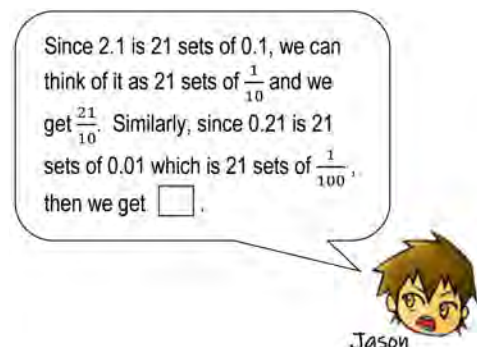 Since 2.1 is 21 sets of 0.1, we can
think of it as 21 sets of 1/10 and we
get 21/10. Similarly, since 0.21 is 21
sets of 0.01 which is 21 sets of 1/100,
then we get □.
Jason